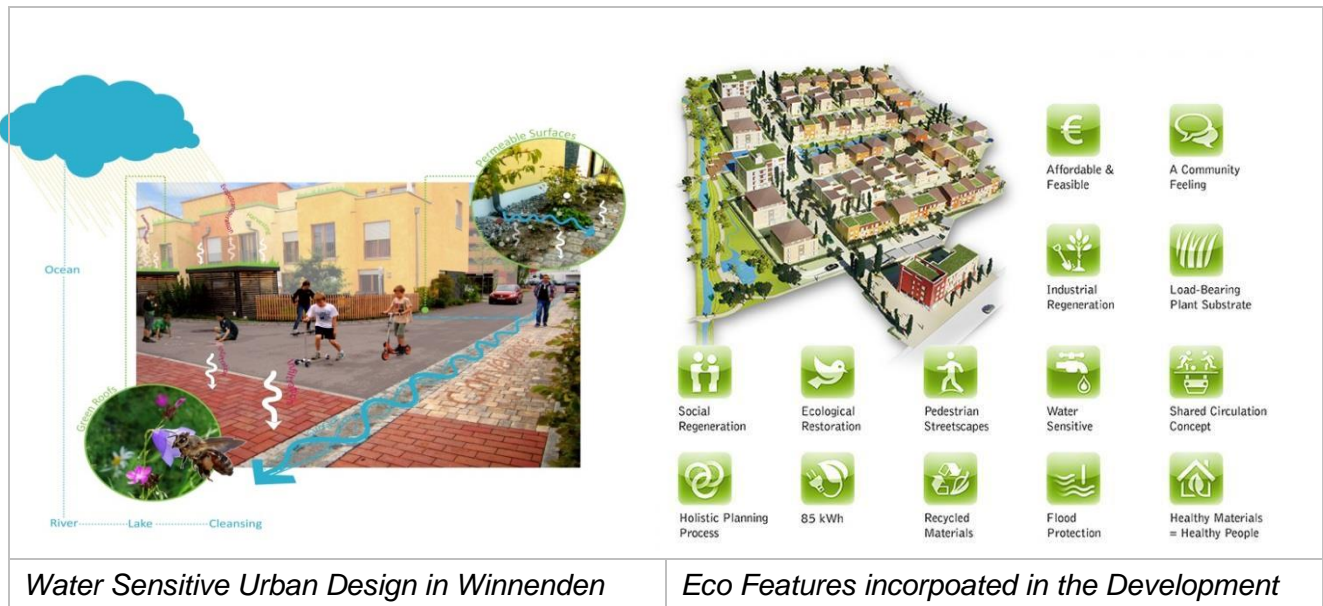 Permeable Surfaces
Ocean
Green Roofs
River
Lake
Cleansing
€
Affordable &
Feasible
A Community
Feeling
Industrial
Regeneration
Load-Bearing
Plant Substrate
Social
Regeneration
Ecological
Restoration
Pedestrian
Streetscapes
Water
Sensitive
Shared Circulation
Concept
Holistic Planning
Process
85 kWh
Recycled
Materials
Flood
Protection
Healthy Materials
= Healthy People
Water Sensitive Urban Design in Winnenden
Eco Features incorpoated in the Development